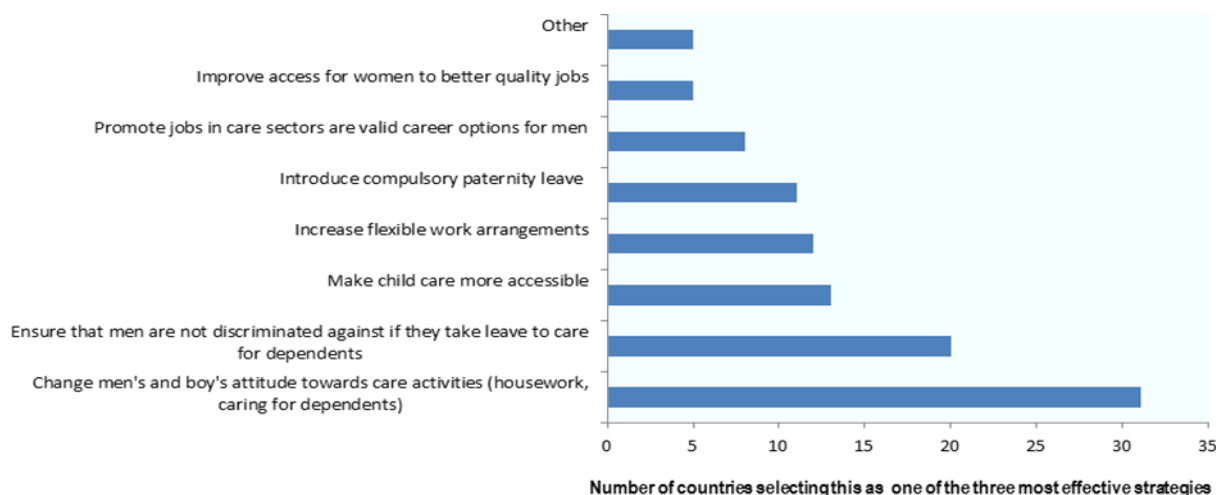 Other
Improve access for women to better quality jobs
Promote jobs in care sectors are valid career options for men
Introduce compulsory paternity leave
Increase flexible work arrangements
Make child care more accessible
Ensure that men are not discriminated against if they take leave to care
for dependents
Change men's and boy's attitude towards care activities (housework,
caring for dependents)
0 5 10 15 20 25 30 35
Number of countries selecting this as one of the three most effective strategies